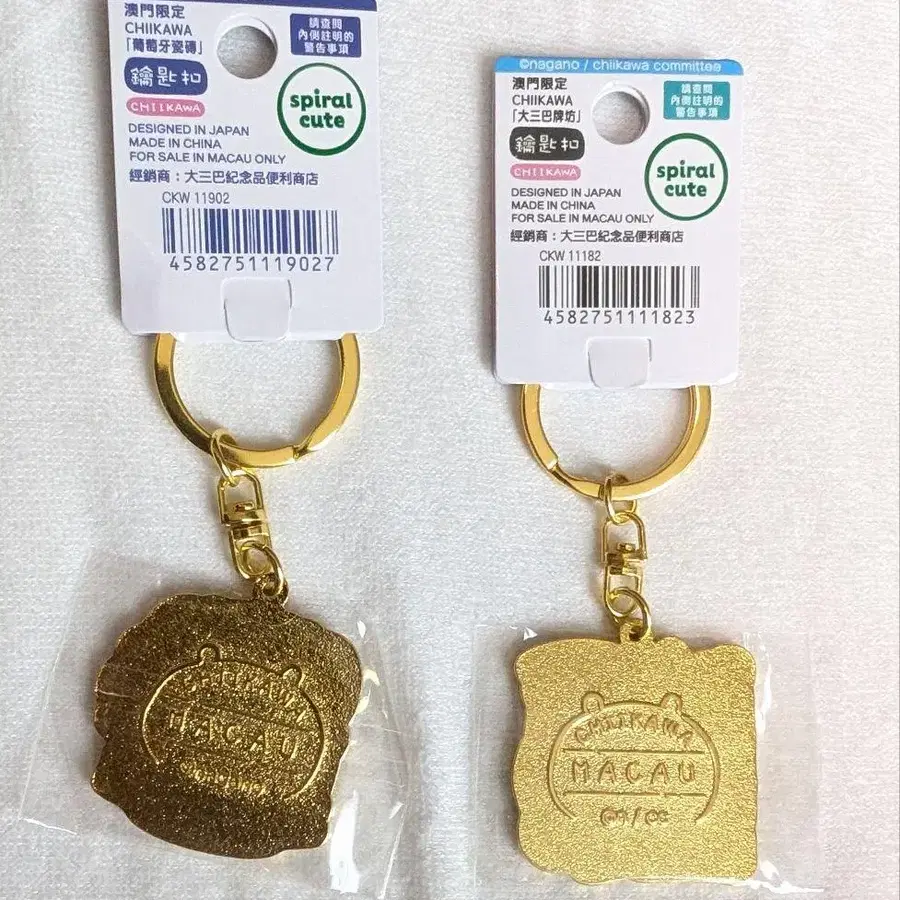 澳門限定
CHIIKAWA
「葡萄牙瓷磚」
鑰匙扣
CHIIKAWA
請查閱
內側註明的
警告事項
spiral
cute
DESIGNED IN JAPAN
MADE IN CHINA
FOR SALE IN MACAU ONLY
經銷商：大三巴紀念品便利商店
CKW 11902
4582751119027
CHIIKAWA
MACAU
©nagano / chiikawa committee
澳門限定
CHIIKAWA
「大三巴牌坊」
鑰匙扣
CHIIKAWA
請查閱
內側註明的
警告事項
spiral
cute
DESIGNED IN JAPAN
MADE IN CHINA
FOR SALE IN MACAU ONLY
經銷商：大三巴紀念品便利商店
CKW 11182
4582751111823
CHIIKAWA
MACAU